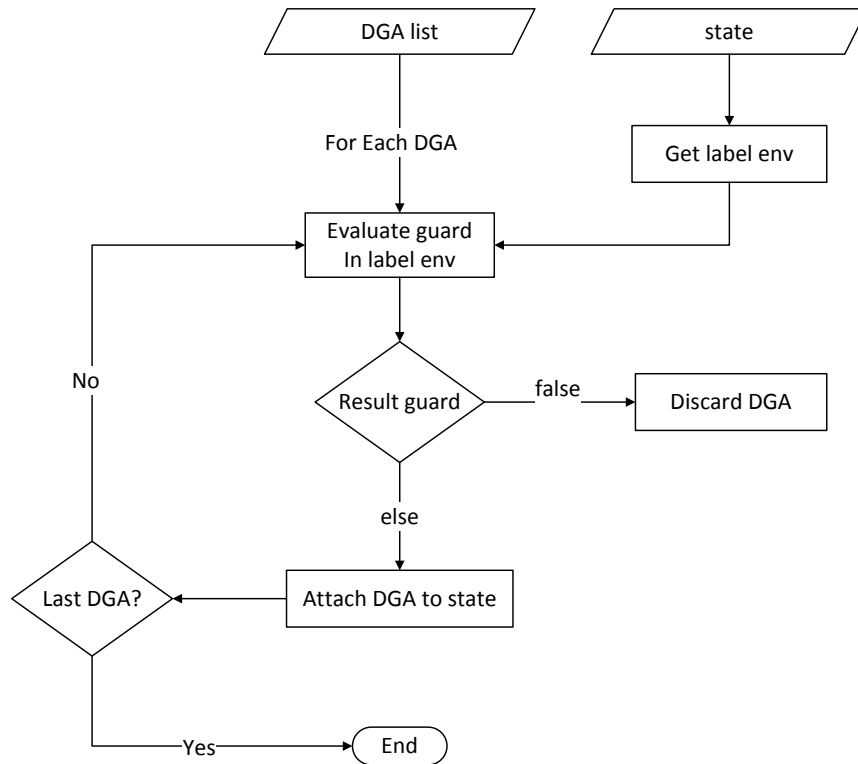 DGA list
state
For Each DGA
Get label env
Evaluate guard
In label env
No
Result guard
false
Discard DGA
else
Last DGA?
Attach DGA to state
Yes
End